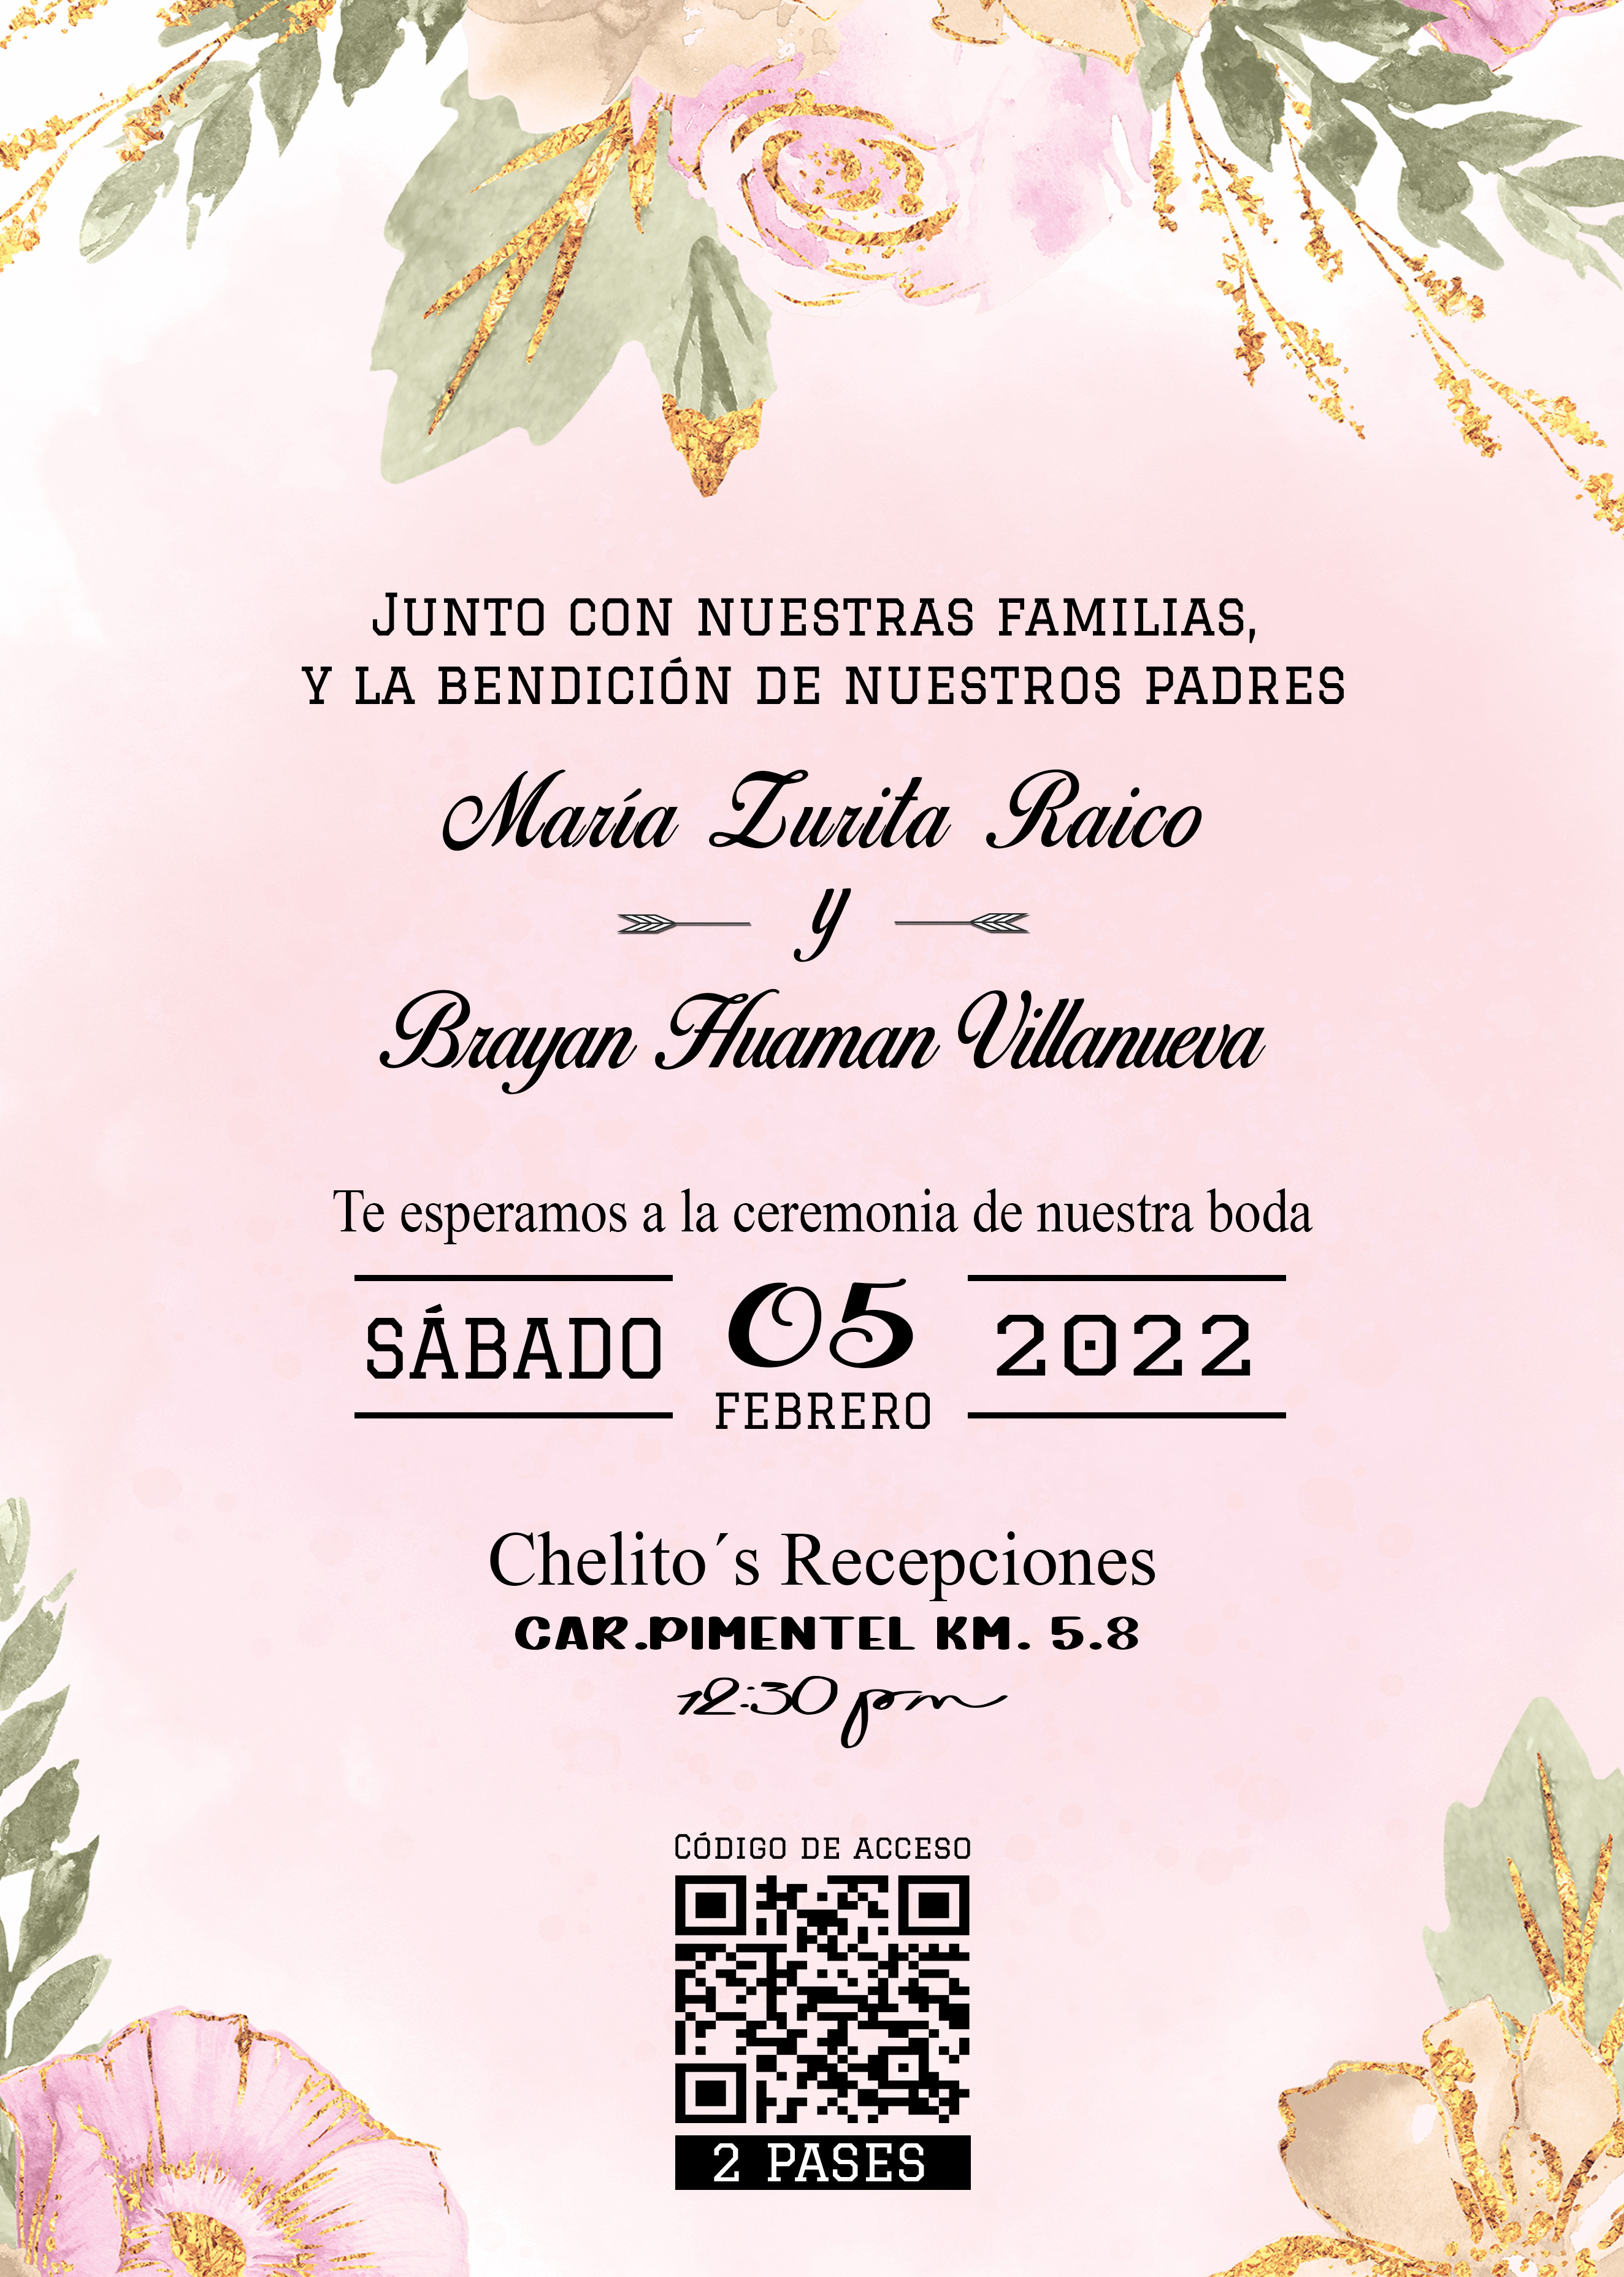 Junto con nuestras familias,
y la bendición de nuestros padres
María Zurita Raico
y
Brayan Huaman Villanueva
Te esperamos a la ceremonia de nuestra boda
SÁBADO
05
FEBRERO
2022
Chelito´s Recepciones
CAR.PIMENTEL KM. 5.8
12:30 pm
Código de acceso
2 PASES